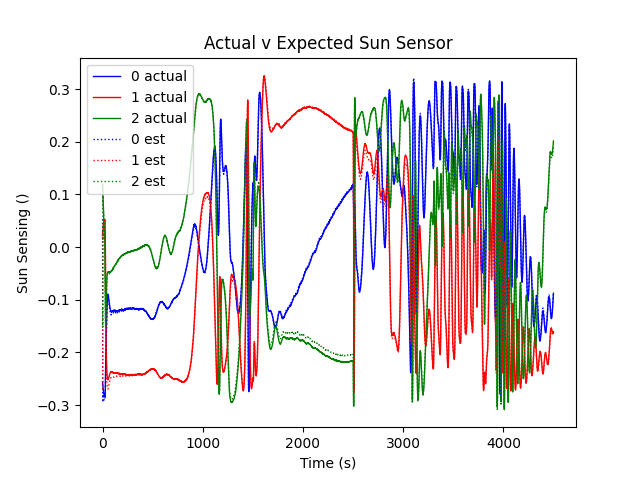 Actual v Expected Sun Sensor
0 actual
1 actual
2 actual
0 est
1 est
2 est
0.3
0.2
0.1
0.0
−0.1
−0.2
−0.3
Sun Sensing ()
0 1000 2000 3000 4000
Time (s)